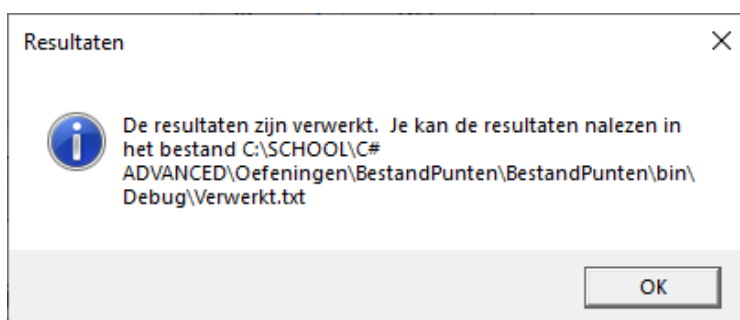 Resultaten
De resultaten zijn verwerkt.  Je kan de resultaten nalezen in
het bestand C:\SCHOOL\C#
ADVANCED\Oefeningen\BestandPunten\BestandPunten\bin\
Debug\Verwerkt.txt
OK